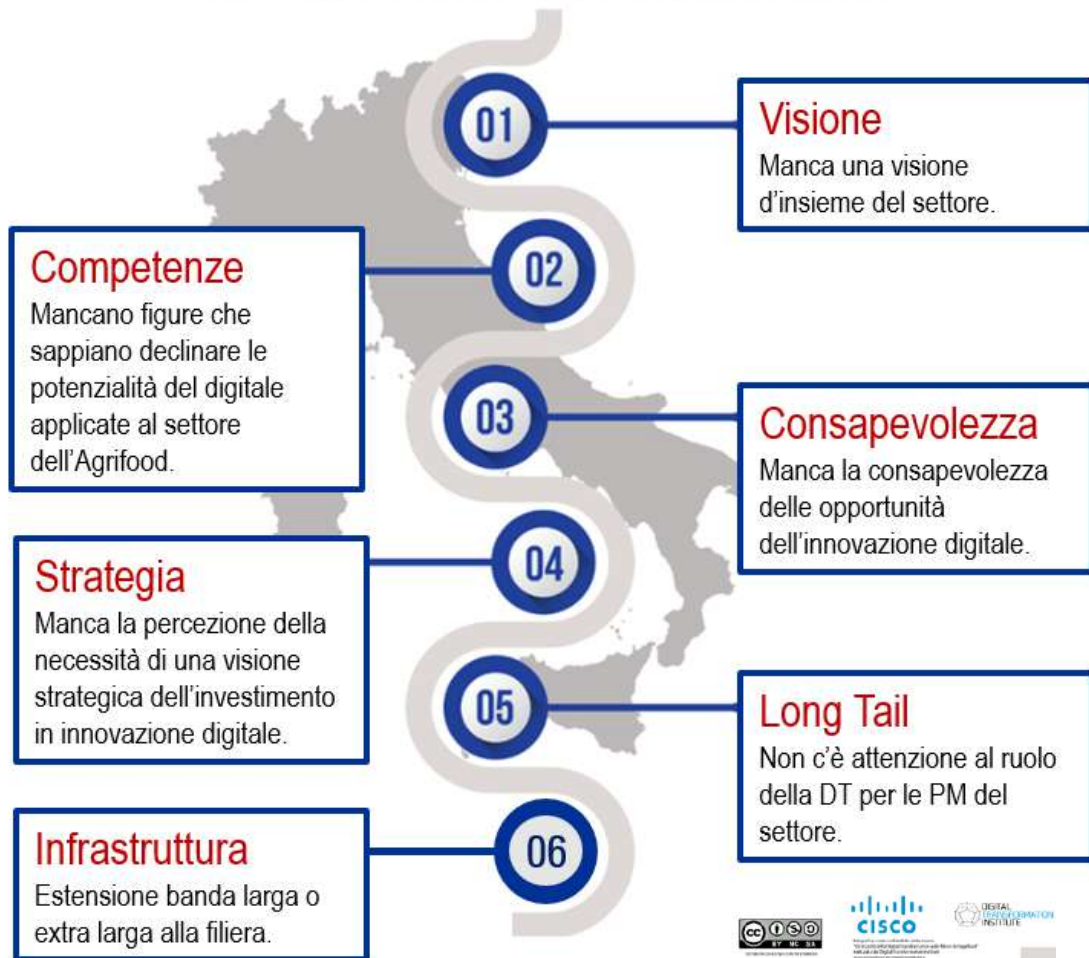 01
Visione
Manca una visione
d'insieme del settore.
02
Competenze
Mancano figure che
sappiano declinare le
potenzialità del digitale
applicate al settore
dell'Agrifood.
03
Consapevolezza
Manca la consapevolezza
delle opportunità
dell'innovazione digitale.
04
Strategia
Manca la percezione della
necessità di una visione
strategica dell'investimento
in innovazione digitale.
05
Long Tail
Non c'è attenzione al ruolo
della DT per le PM del
settore.
06
Infrastruttura
Estensione banda larga o
extra larga alla filiera.
cc
BY NC SA
CISCO
DIGITAL
TRANSFORMATION
INSTITUTE